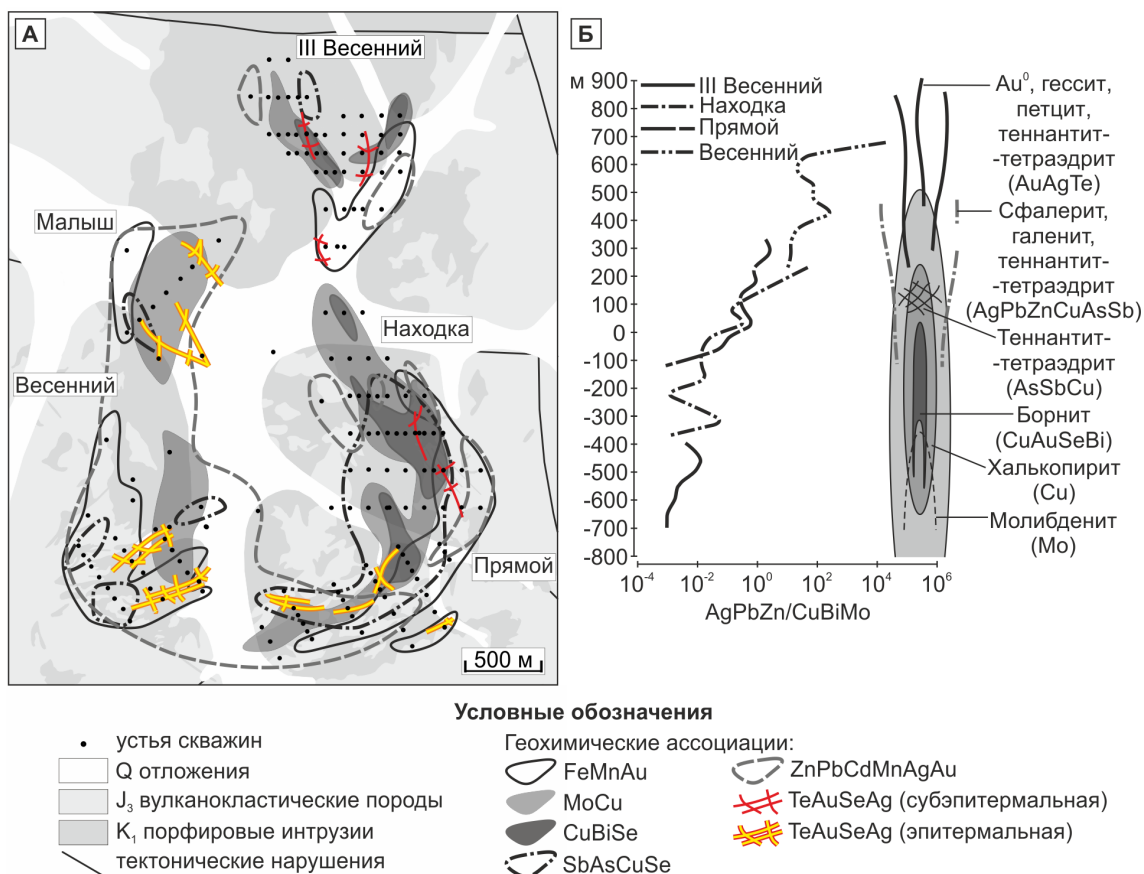 А
III Весенний
Малыш
Находка
Весенний
Прямой
500 м
Б
м 900
800
700
600
500
400
300
200
100
0
-100
-200
-300
-400
-500
-600
-700
-800
10⁻⁴
10⁻²
10⁰
10²
10⁴
10⁶
AgPbZn/CuBiMo
III Весенний
Находка
Прямой
Весенний
Au⁰, гессит,
петцит,
теннантит-
-тетраэдрит
(AuAgTe)
Сфалерит,
галенит,
теннантит-
-тетраэдрит
(AgPbZnCuAsSb)
Теннантит-
-тетраэдрит
(AsSbCu)
Борнит
(CuAuSeBi)
Халькопирит
(Cu)
Молибденит
(Mo)
Условные обозначения
устья скважин
Q отложения
J₃ вулканокластические породы
K₁ порфировые интрузии
тектонические нарушения
Геохимические ассоциации:
FeMnAu
MoCu
CuBiSe
SbAsCuSe
ZnPbCdMnAgAu
TeAuSeAg (субэпитермальная)
TeAuSeAg (эпитермальная)